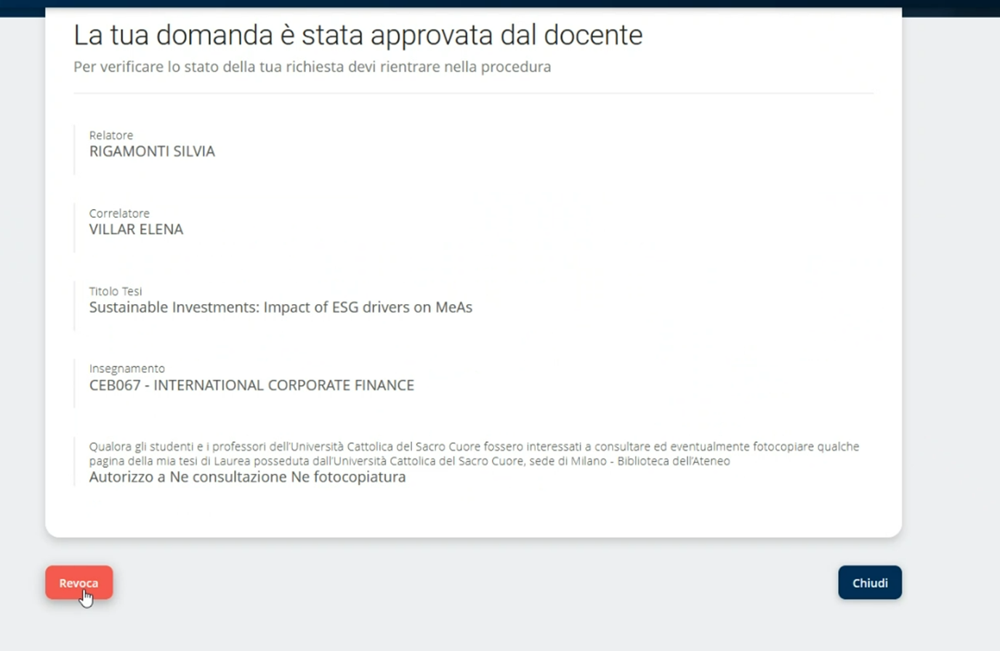 La tua domanda è stata approvata dal docente
Per verificare lo stato della tua richiesta devi rientrare nella procedura
Relatore
RIGAMONTI SILVIA
Correlatore
VILLAR ELENA
Titolo Tesi
Sustainable Investments: Impact of ESG drivers on MeAs
Insegnamento
CEB067 - INTERNATIONAL CORPORATE FINANCE
Qualora gli studenti e i professori dell'Università Cattolica del Sacro Cuore fossero interessati a consultare ed eventualmente fotocopiare qualche
pagina della mia tesi di Laurea posseduta dall'Università Cattolica del Sacro Cuore, sede di Milano - Biblioteca dell'Ateneo
Autorizzo a Ne consultazione Ne fotocopiatura
Revoca
Chiudi